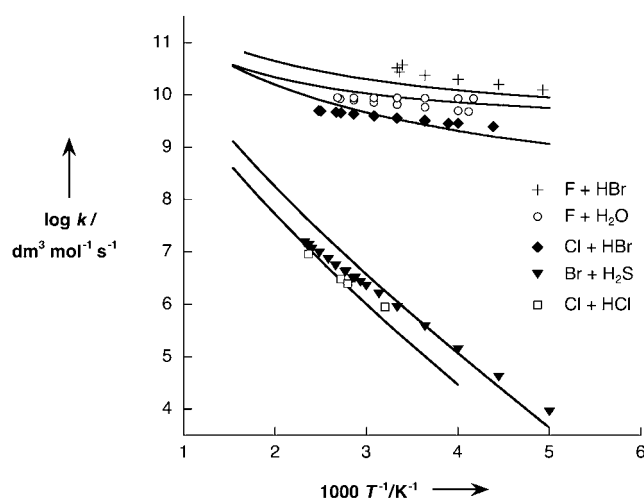 11
10
9
8
7
6
5
4
log k /
dm³ mol⁻¹ s⁻¹
F + HBr
F + H₂O
Cl + HBr
Br + H₂S
Cl + HCl
1 2 3 4 5 6
1000 T⁻¹/K⁻¹